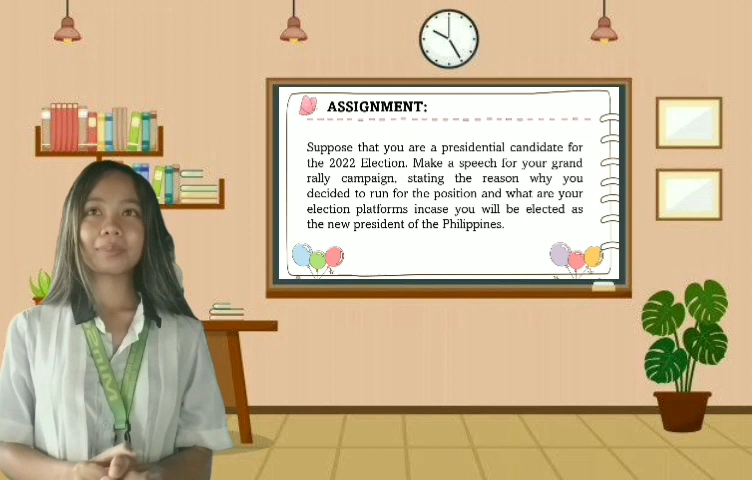 ASSIGNMENT:
Suppose that you are a presidential candidate for
the 2022 Election. Make a speech for your grand
rally campaign, stating the reason why you
decided to run for the position and what are your
election platforms incase you will be elected as
the new president of the Philippines.